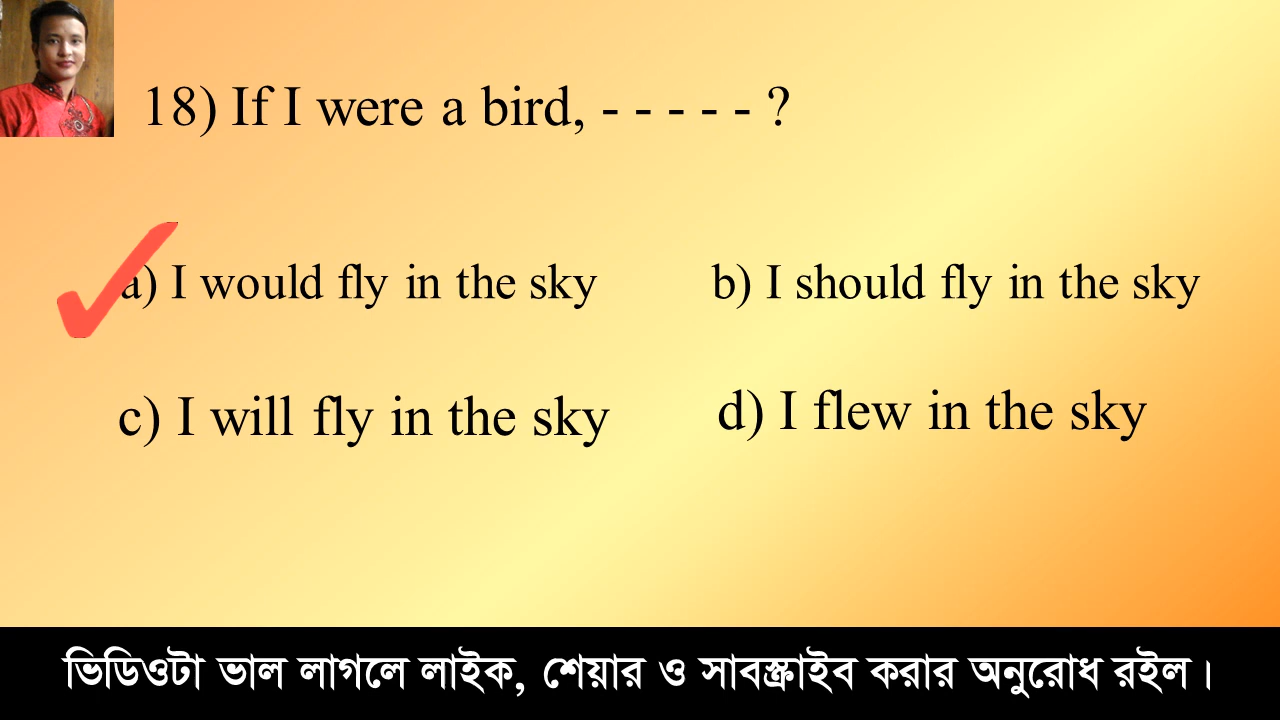 18) If I were a bird, - - - - - ?
a) I would fly in the sky
b) I should fly in the sky
c) I will fly in the sky
d) I flew in the sky
ভিডিওটা ভাল লাগলে লাইক, শেয়ার ও সাবস্ক্রাইব করার অনুরোধ রইল।